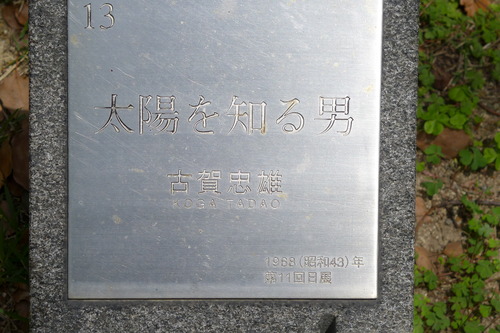 13
太陽を知る男
古賀忠雄
KOGA TADAO
1968(昭和43)年
第11回日展